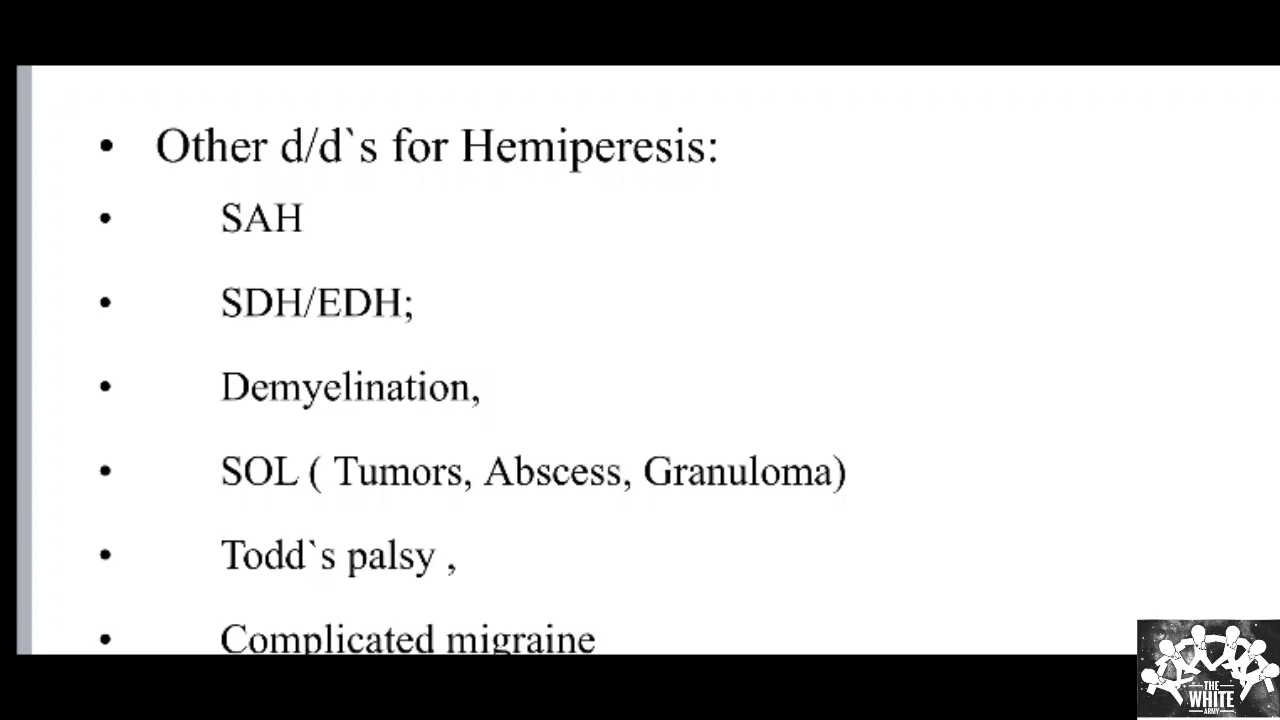 • Other d/d`s for Hemiperesis:
• SAH
• SDH/EDH;
• Demyelination,
• SOL ( Tumors, Abscess, Granuloma)
• Todd`s palsy ,
• Complicated migraine
THE
WHITE
ARMY